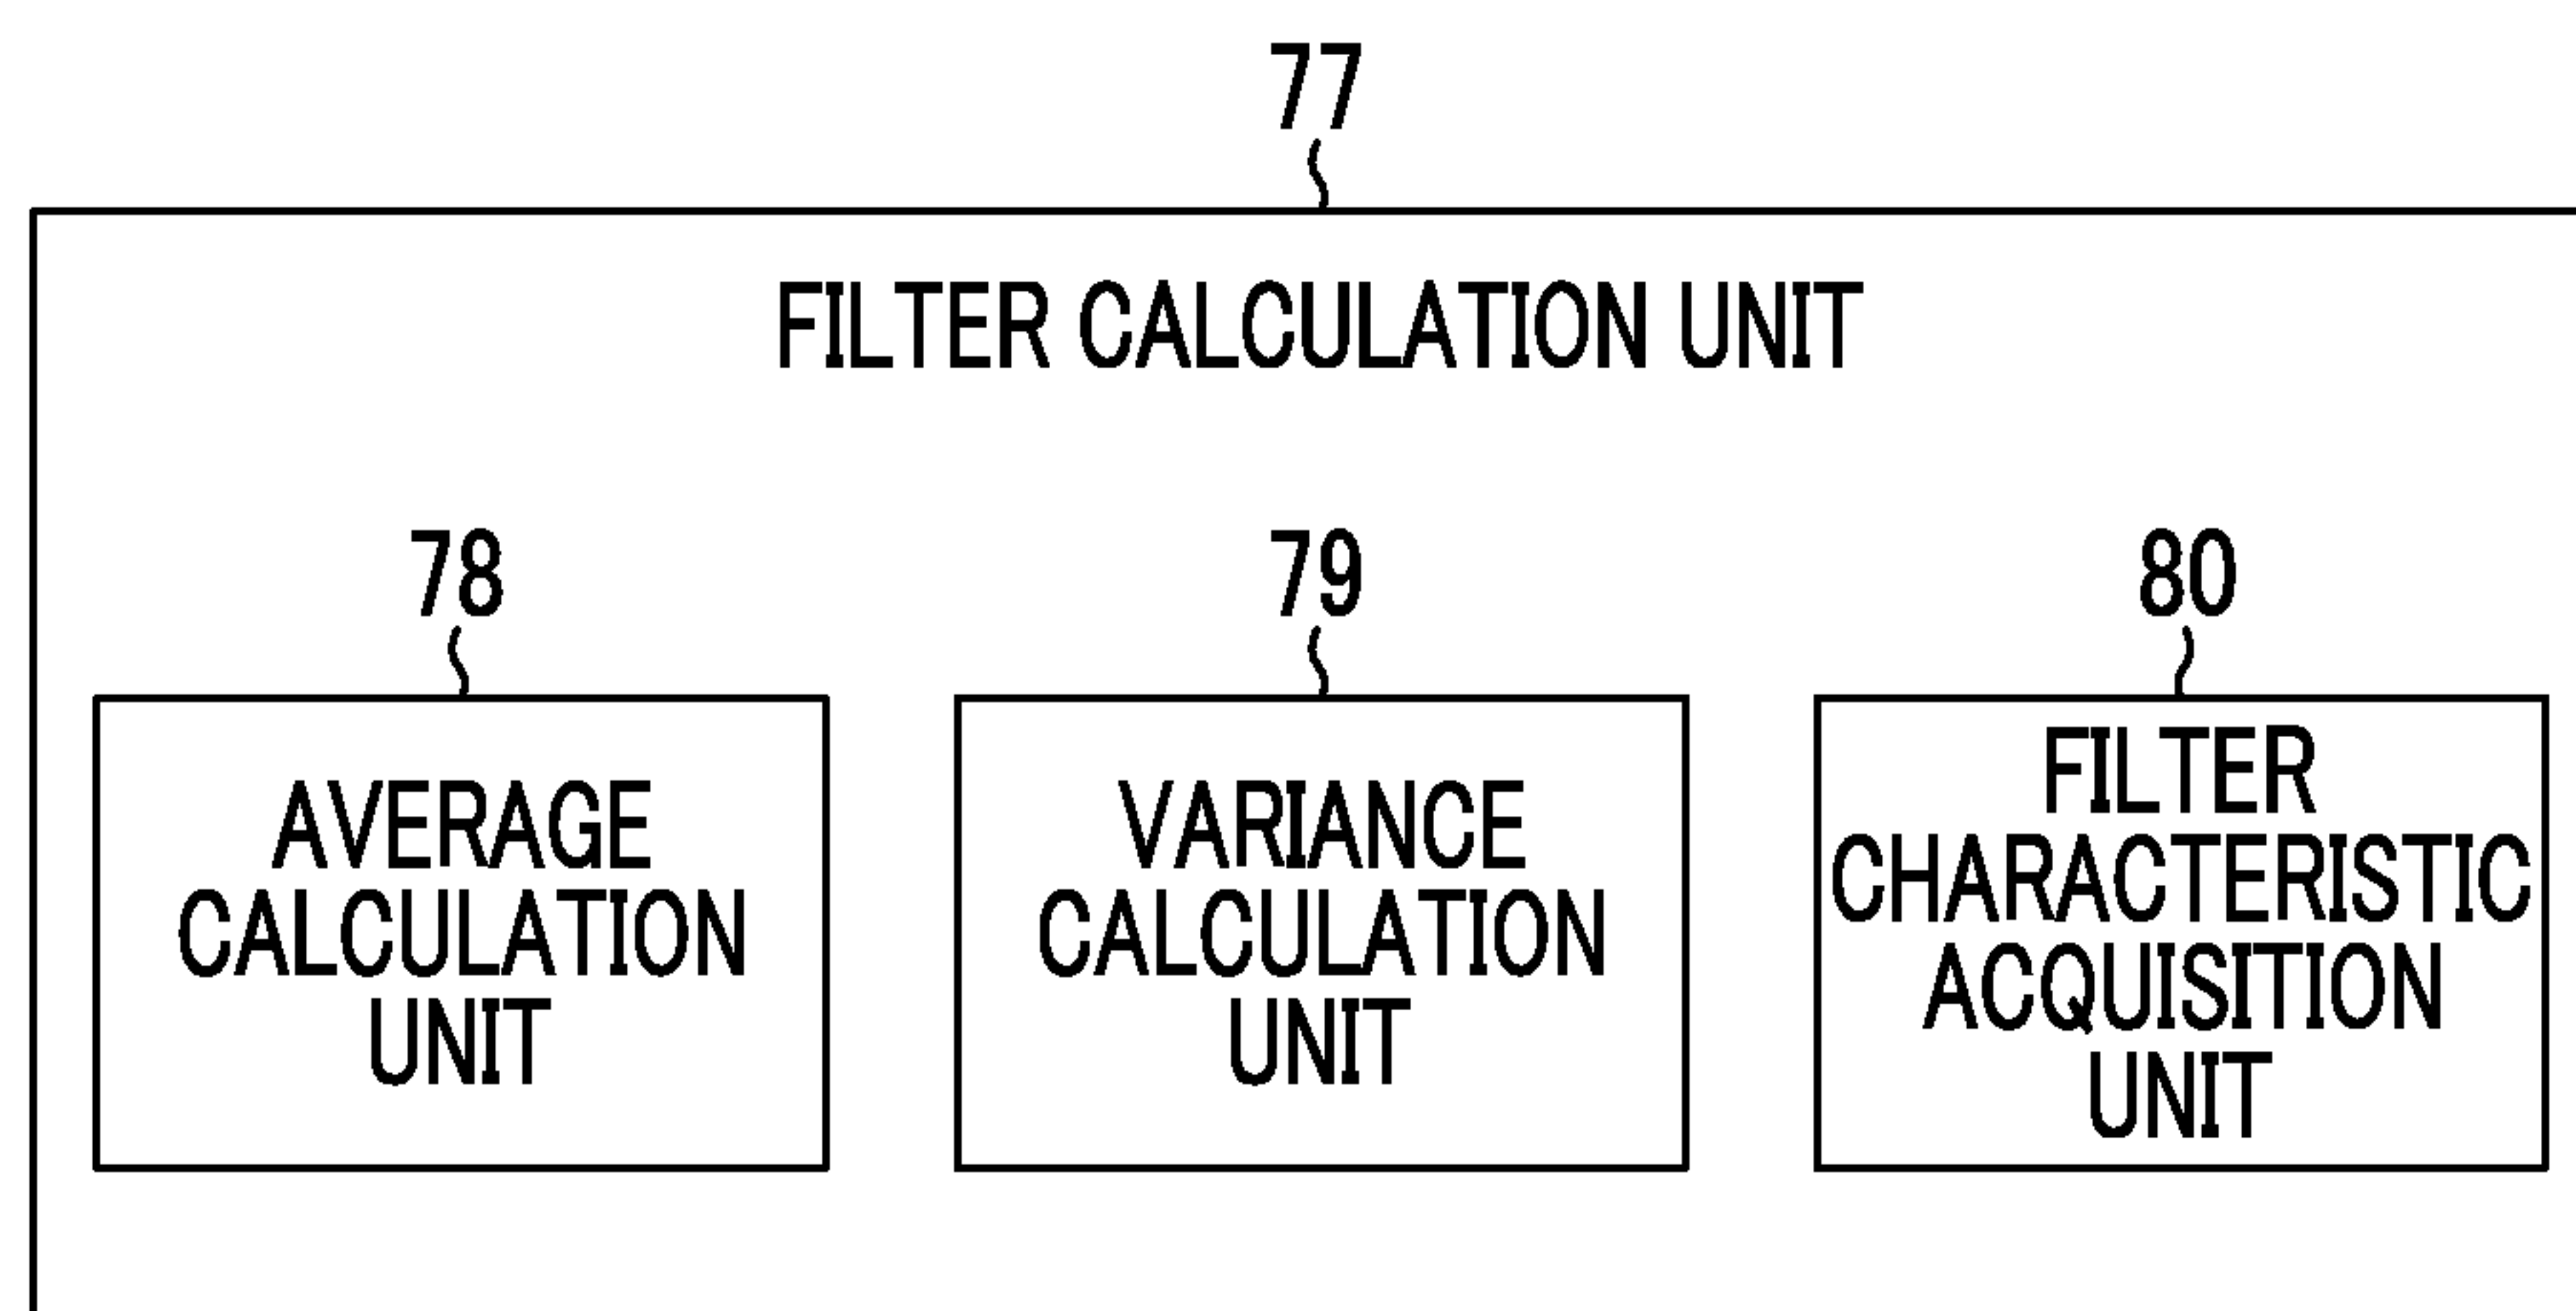 77
FILTER CALCULATION UNIT
78
AVERAGE
CALCULATION
UNIT
79
VARIANCE
CALCULATION
UNIT
80
FILTER
CHARACTERISTIC
ACQUISITION
UNIT